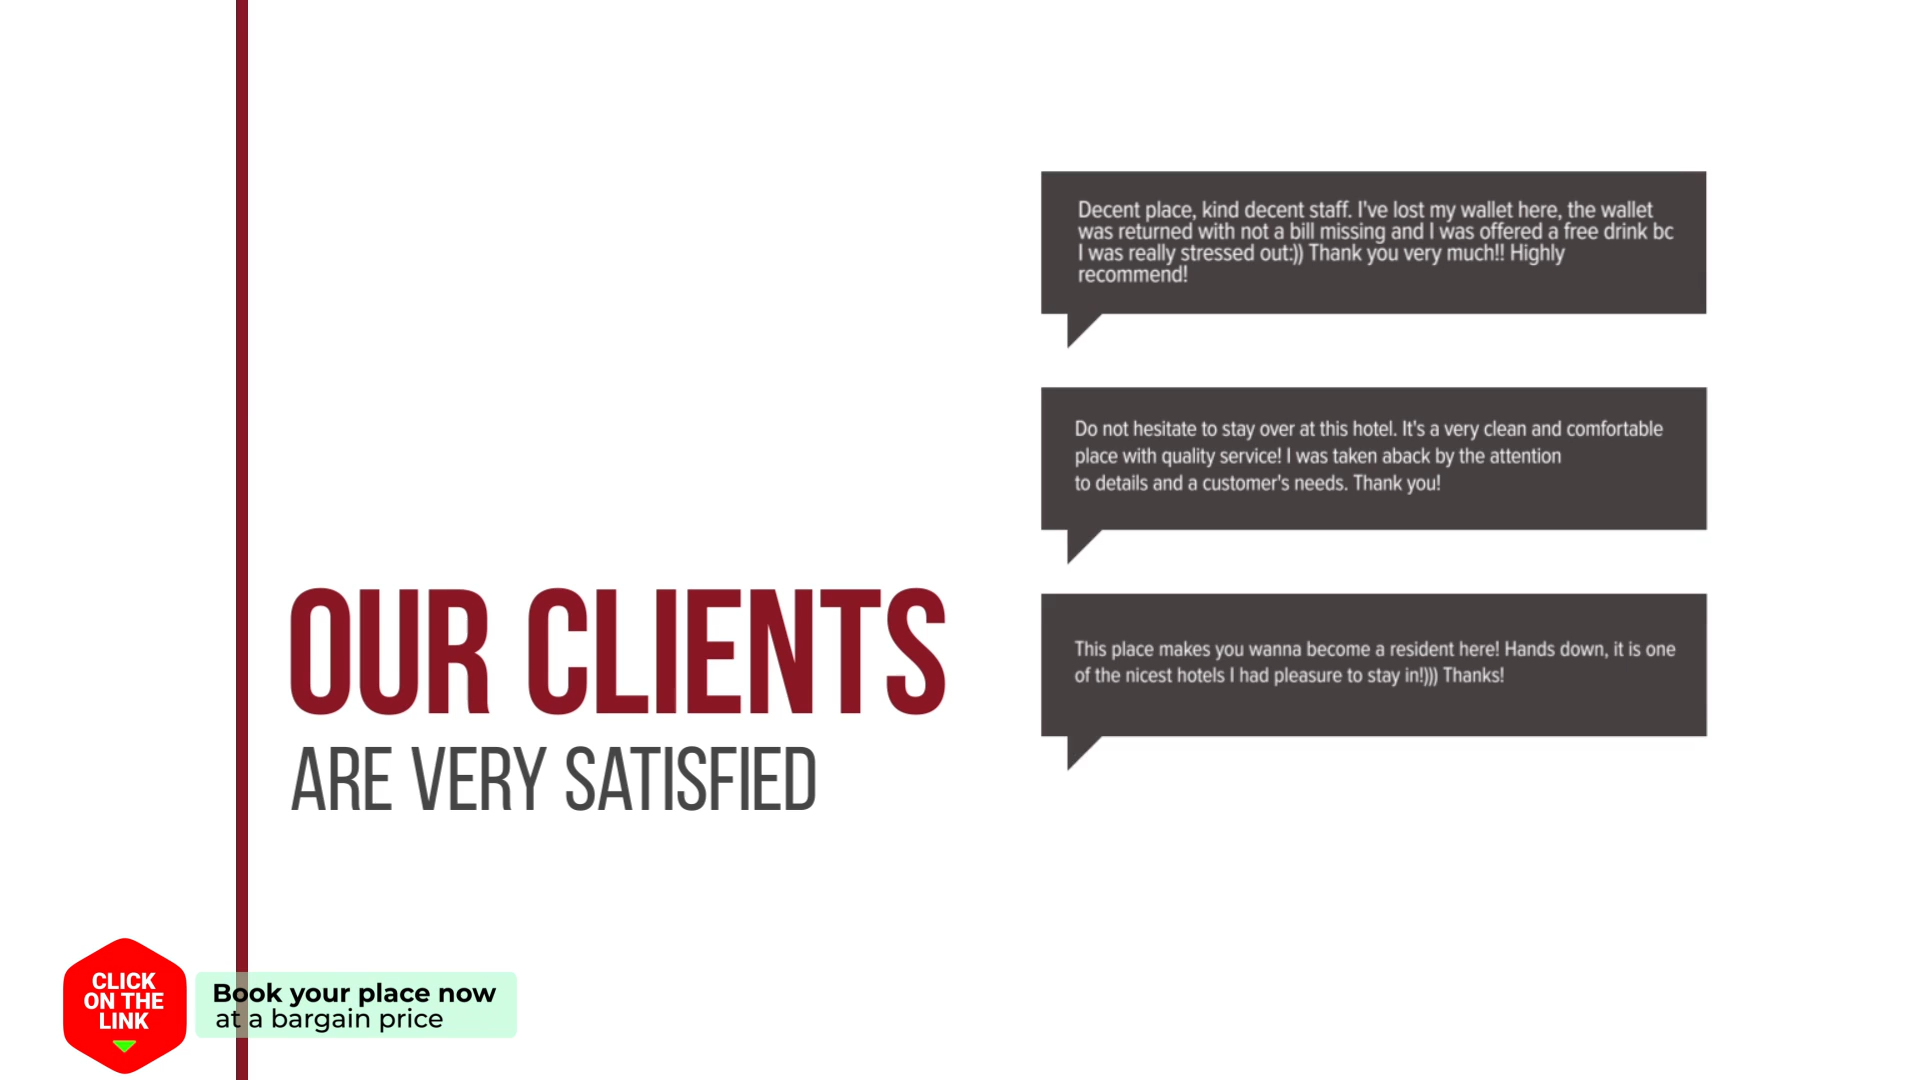 Decent place, kind decent staff. I've lost my wallet here, the wallet
was returned with not a bill missing and I was offered a free drink bc
I was really stressed out:)) Thank you very much!! Highly
recommend!
Do not hesitate to stay over at this hotel. It's a very clean and comfortable
place with quality service! I was taken aback by the attention
to details and a customer's needs. Thank you!
This place makes you wanna become a resident here! Hands down, it is one
of the nicest hotels I had pleasure to stay in!))) Thanks!
OUR CLIENTS
ARE VERY SATISFIED
CLICK
ON THE
LINK
Book your place now
at a bargain price